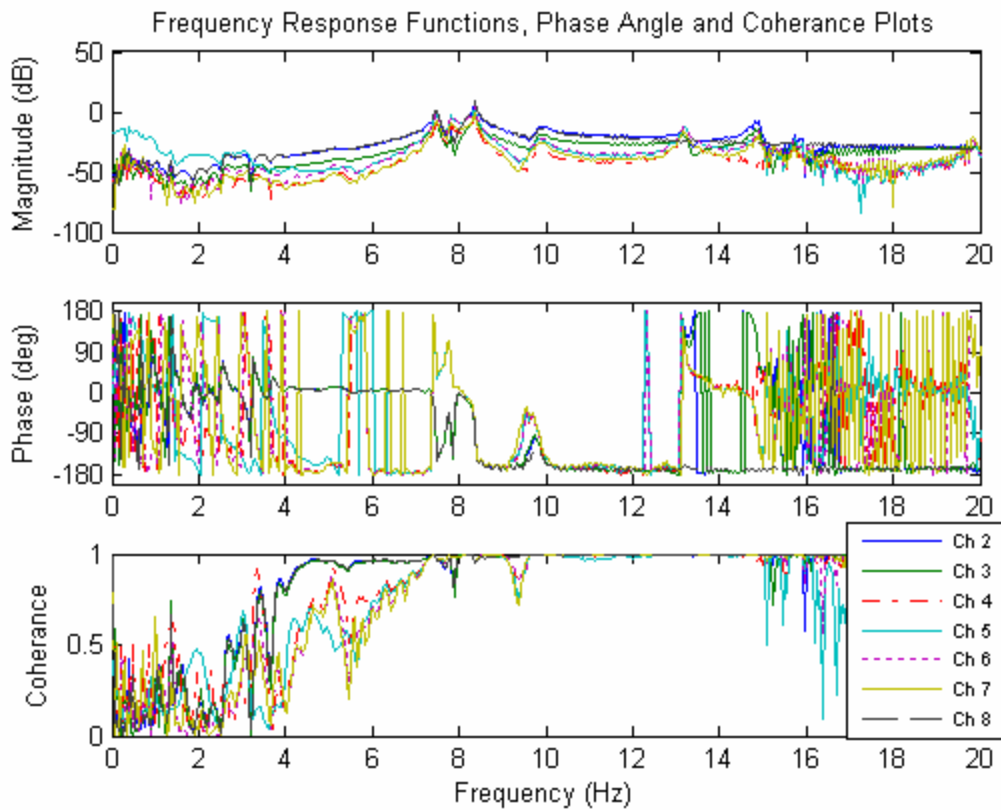 Frequency Response Functions, Phase Angle and Coherance Plots
Magnitude (dB)
50
0
-50
-100
0 2 4 6 8 10 12 14 16 18 20
Phase (deg)
180
90
0
-90
-180
0 2 4 6 8 10 12 14 16 18 20
Coherance
1
0.5
0
0 2 4 6 8 10 12 14 16 18 20
Frequency (Hz)
Ch 2
Ch 3
Ch 4
Ch 5
Ch 6
Ch 7
Ch 8